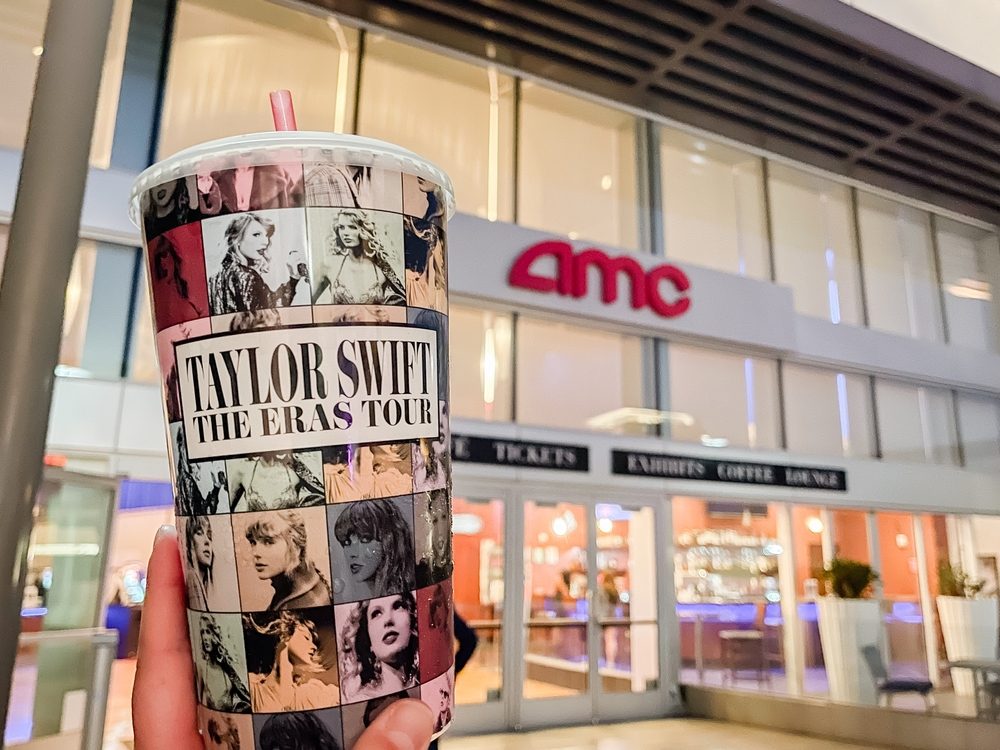 TAYLOR SWIFT
THE ERAS TOUR
amc
TICKETS
EXHIBITS COFFEE LOUNGE